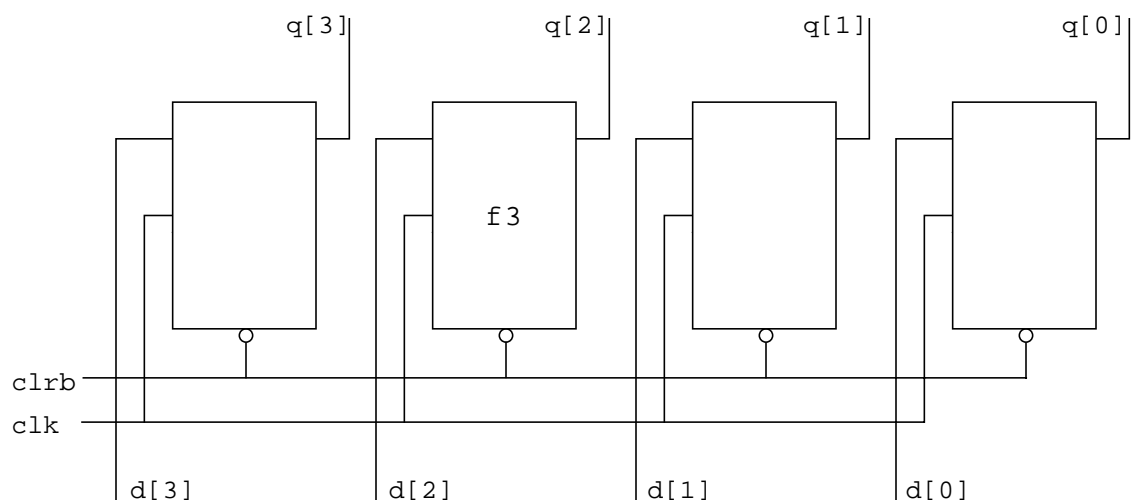 q[3] q[2] q[1] q[0]
f3
clrb
clk
d[3] d[2] d[1] d[0]